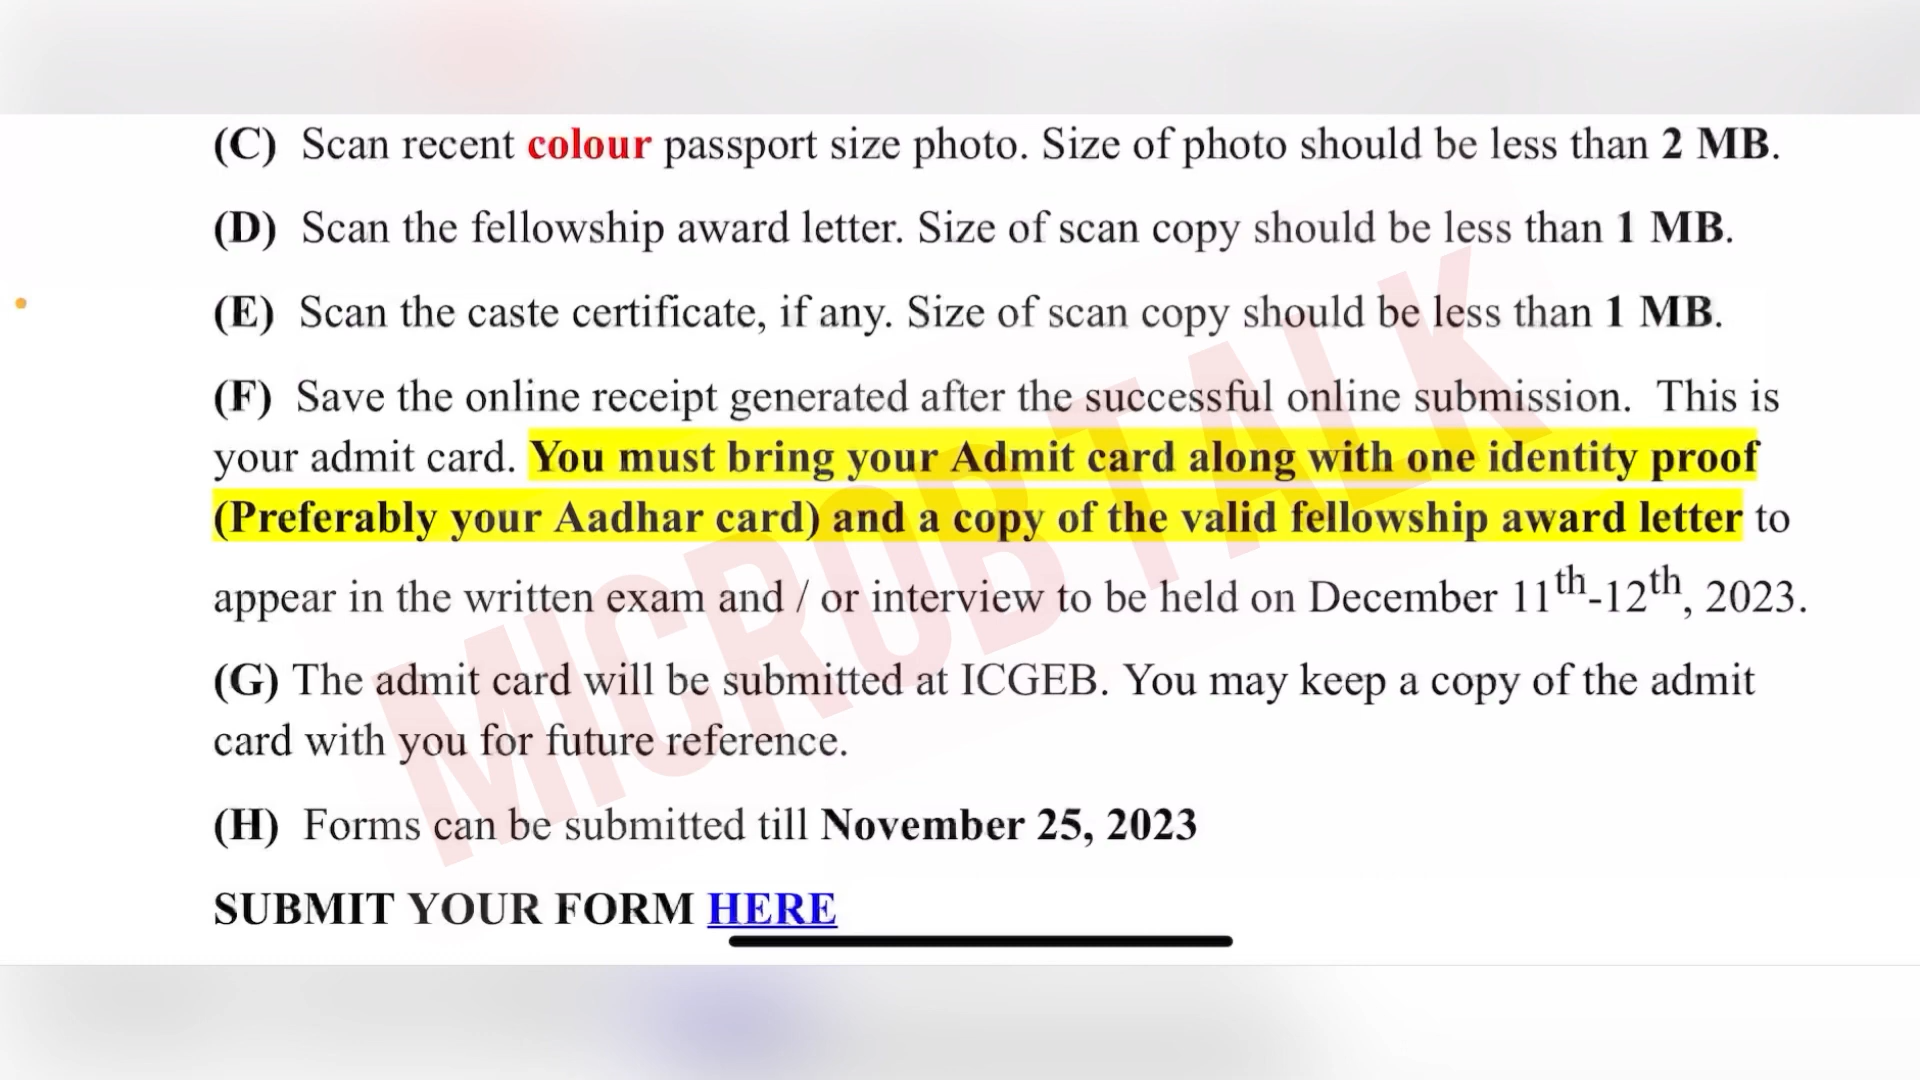 (C) Scan recent colour passport size photo. Size of photo should be less than 2 MB.
(D) Scan the fellowship award letter. Size of scan copy should be less than 1 MB.
(E) Scan the caste certificate, if any. Size of scan copy should be less than 1 MB.
(F) Save the online receipt generated after the successful online submission. This is
your admit card. You must bring your Admit card along with one identity proof
(Preferably your Aadhar card) and a copy of the valid fellowship award letter to
appear in the written exam and / or interview to be held on December 11th-12th, 2023.
(G) The admit card will be submitted at ICGEB. You may keep a copy of the admit
card with you for future reference.
(H) Forms can be submitted till November 25, 2023
SUBMIT YOUR FORM HERE
MICROB TALK